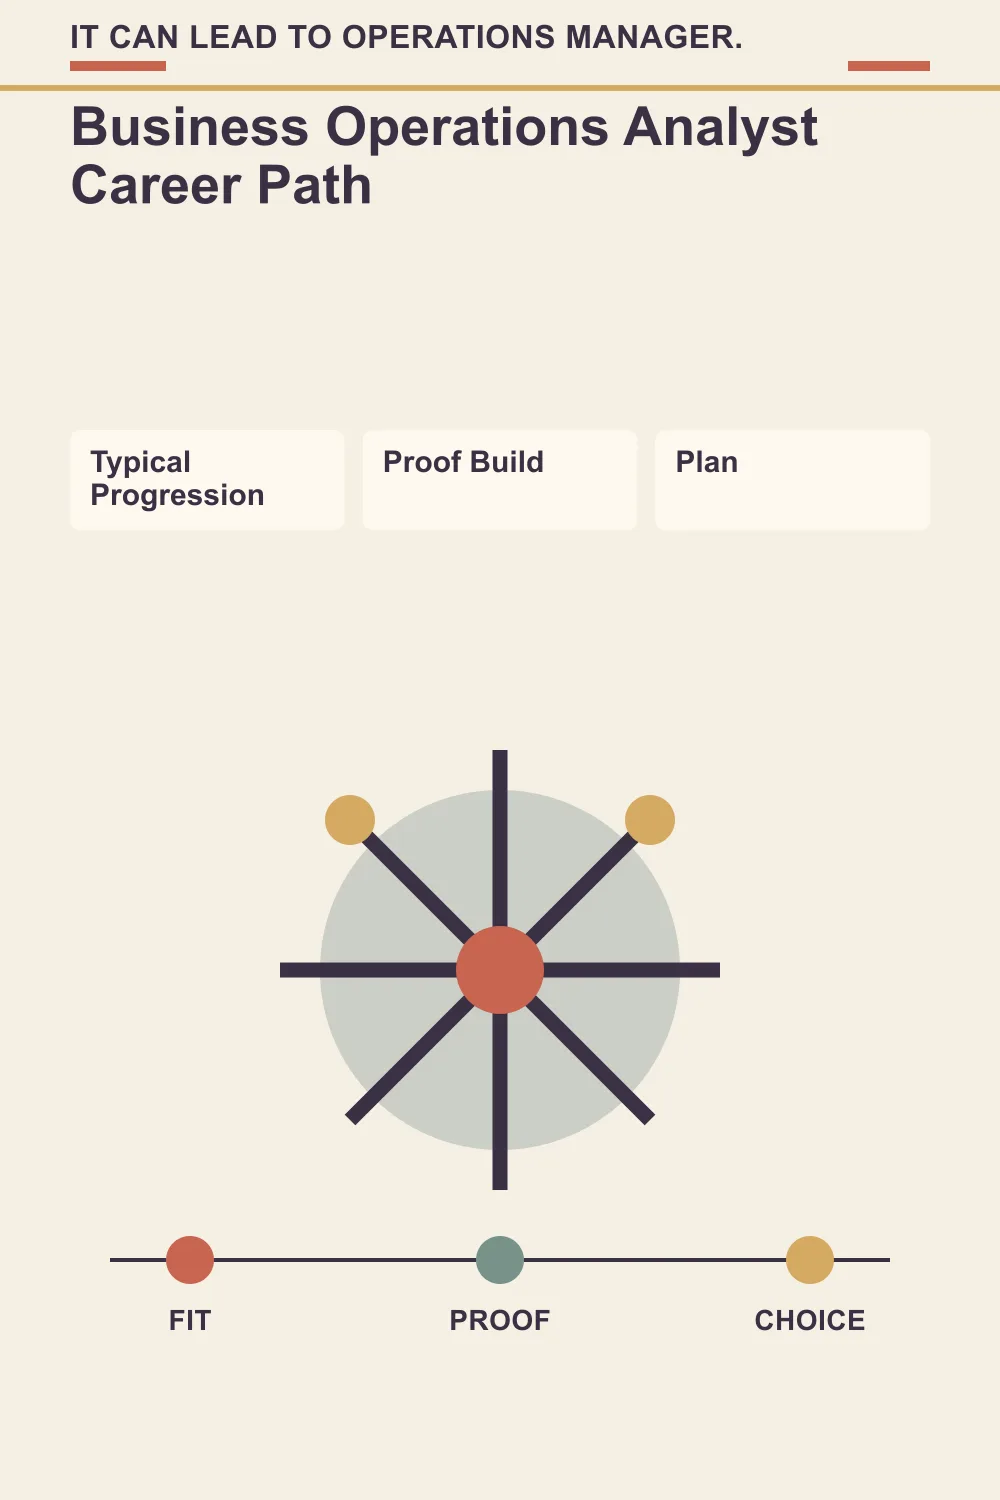 IT CAN LEAD TO OPERATIONS MANAGER.
Business Operations Analyst
Career Path
Typical
Progression
Proof Build
Plan
FIT
PROOF
CHOICE